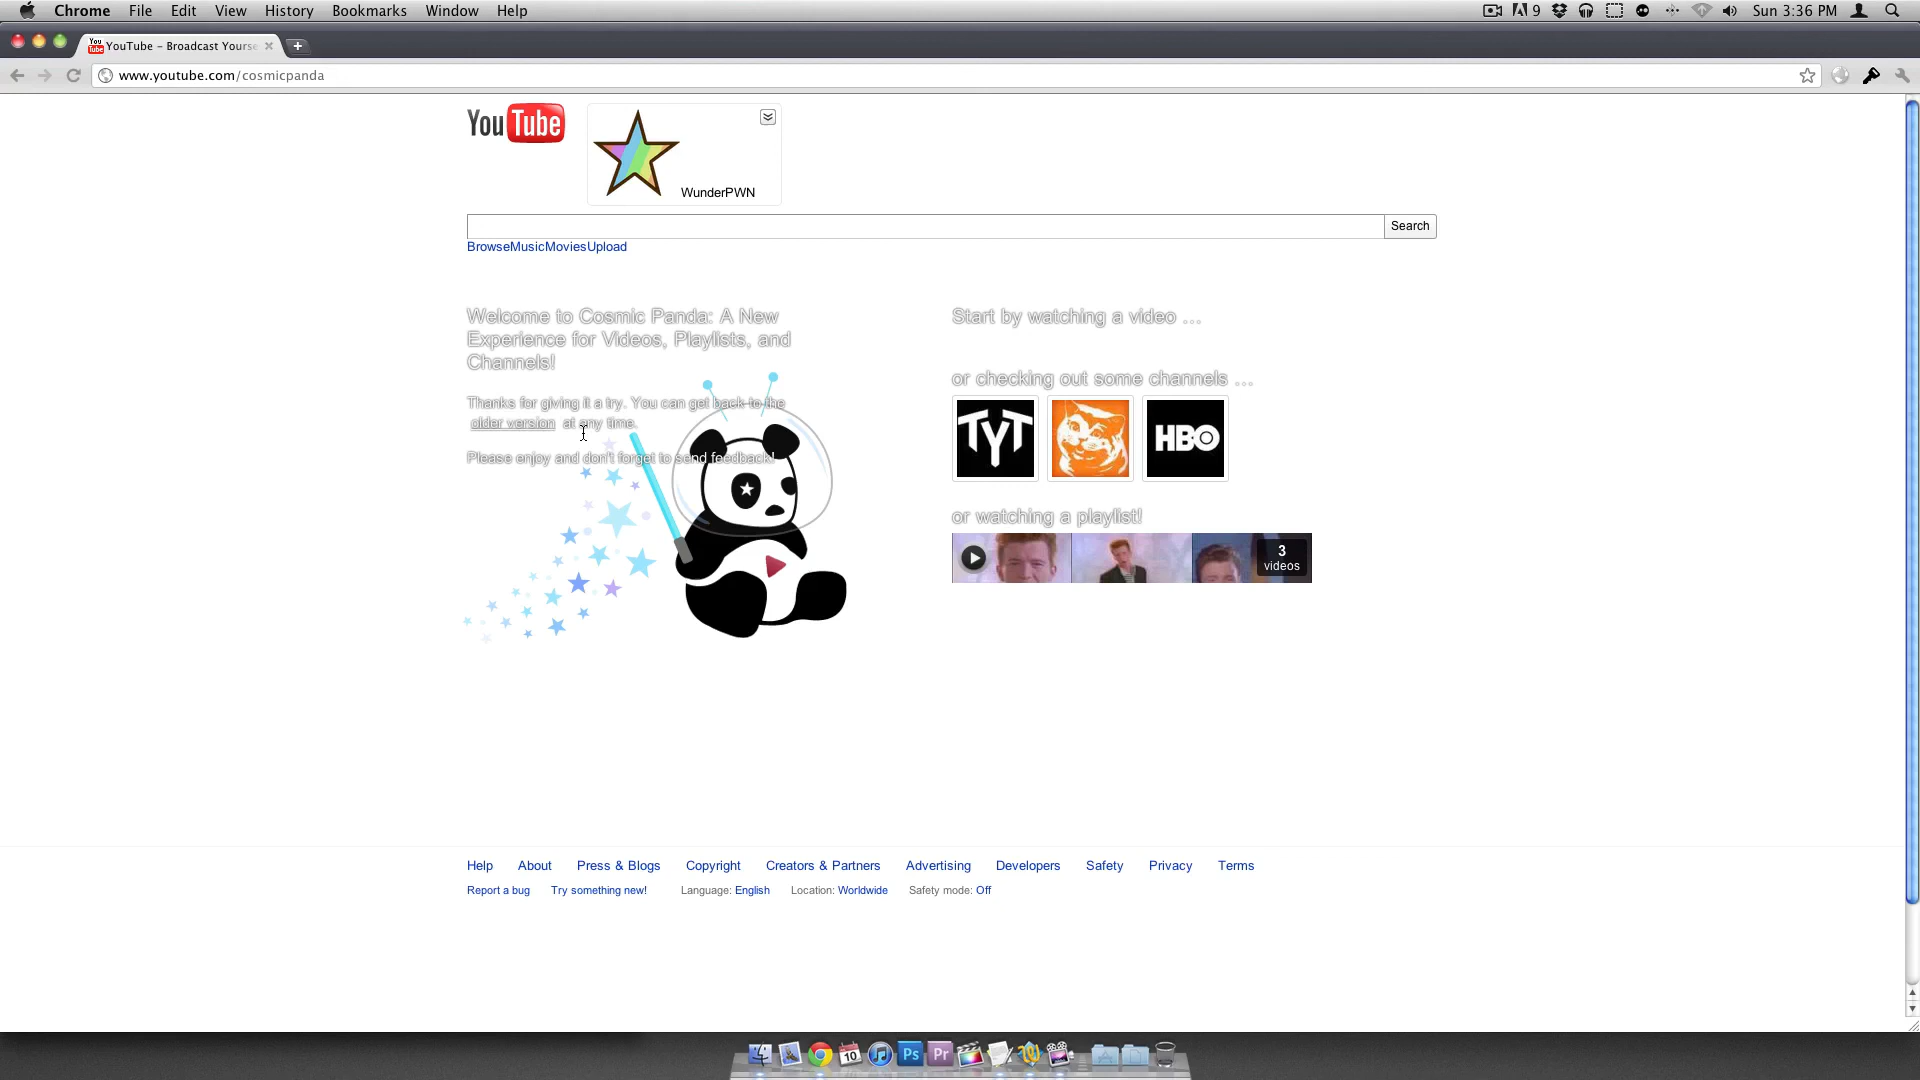 Chrome File Edit View History Bookmarks Window Help
9 Sun 3:36 PM
You Tube YouTube - Broadcast Yourse
www.youtube.com/cosmicpanda
YouTube
WunderPWN
Search
BrowseMusicMoviesUpload
Welcome to Cosmic Panda: A New
Experience for Videos, Playlists, and
Channels!
Thanks for giving it a try. You can get back to the
older version at any time.
Please enjoy and don't forget to send feedback!
Start by watching a video ...
or checking out some channels ...
TYT
HBO
or watching a playlist!
3
videos
Help About Press & Blogs Copyright Creators & Partners Advertising Developers Safety Privacy Terms
Report a bug Try something new! Language: English Location: Worldwide Safety mode: Off
10 Ps Pr